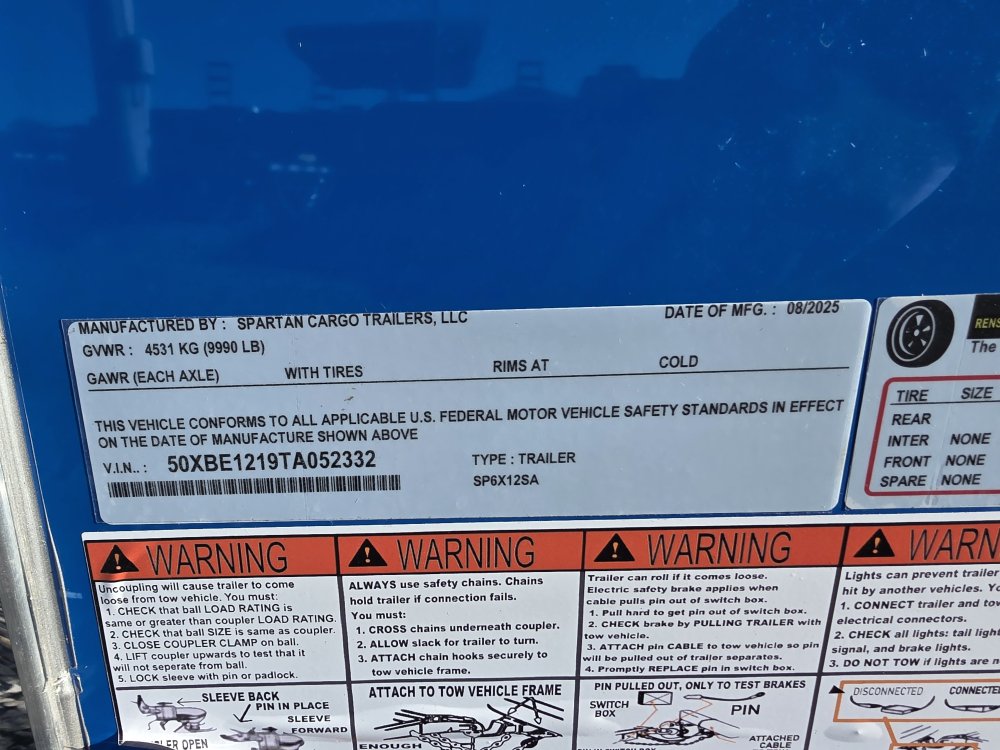 MANUFACTURED BY : SPARTAN CARGO TRAILERS, LLC DATE OF MFG. : 08/2025
GVWR : 4531 KG (9990 LB)
GAWR (EACH AXLE) WITH TIRES RIMS AT COLD
THIS VEHICLE CONFORMS TO ALL APPLICABLE U.S. FEDERAL MOTOR VEHICLE SAFETY STANDARDS IN EFFECT
ON THE DATE OF MANUFACTURE SHOWN ABOVE
V.I.N.. : 50XBE1219TA052332 TYPE : TRAILER
SP6X12SA
RENS
The
TIRE SIZE
REAR
INTER NONE
FRONT NONE
SPARE NONE
WARNING
Uncoupling will cause trailer to come
loose from tow vehicle. You must:
1. CHECK that ball LOAD RATING is
same or greater than coupler LOAD RATING.
2. CHECK that ball SIZE is same as coupler.
3. CLOSE COUPLER CLAMP on ball.
4. LIFT coupler upwards to test that it
will not seperate from ball.
5. LOCK sleeve with pin or padlock.
SLEEVE BACK
PIN IN PLACE
SLEEVE
FORWARD
OPEN
WARNING
ALWAYS use safety chains. Chains
hold trailer if connection fails.
You must:
1. CROSS chains underneath coupler.
2. ALLOW slack for trailer to turn.
3. ATTACH chain hooks securely to
tow vehicle frame.
ATTACH TO TOW VEHICLE FRAME
ENOUGH
WARNING
Trailer can roll if it comes loose.
Electric safety brake applies when
cable pulls pin out of switch box.
1. Pull hard to get pin out of switch box.
2. CHECK brake by PULLING TRAILER with
tow vehicle.
3. ATTACH pin CABLE to tow vehicle so pin
will be pulled out of trailer separates.
4. Promptly REPLACE pin in switch box.
PIN PULLED OUT, ONLY TO TEST BRAKES
SWITCH
BOX
PIN
ATTACHED
CABLE
WARN
Lights can prevent trailer
hit by another vehicles. Yo
1. CONNECT trailer and tow
electrical connectors.
2. CHECK all lights: tail light
signal, and brake lights.
3. DO NOT TOW if lights are n
DISCONNECTED CONNECTE